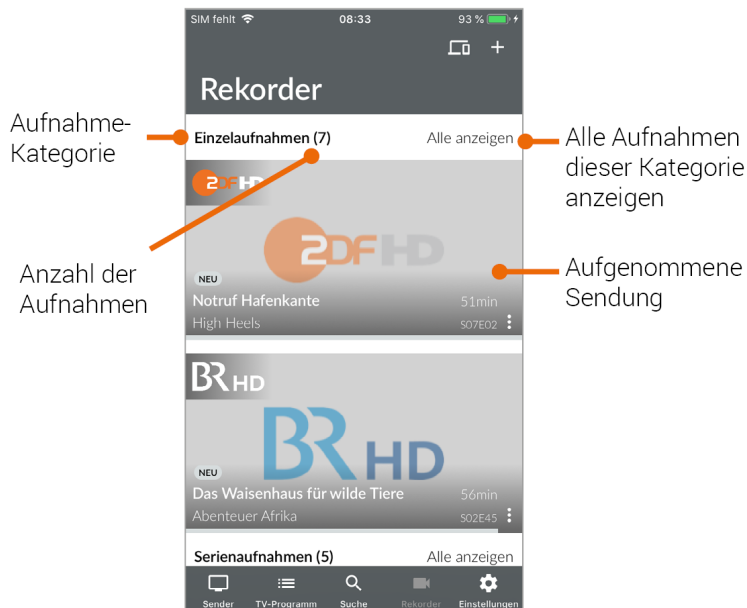 SIM fehlt 08:33 93 %
Rekorder
Aufnahme-
Kategorie
Einzelaufnahmen (7) Alle anzeigen
Alle Aufnahmen
dieser Kategorie
anzeigen
2DF HD
2DF HD
Anzahl der
Aufnahmen
Aufgenommene
Sendung
NEU
Notruf Hafenkante 51min
High Heels S07E02
BR HD
BR HD
NEU
Das Waisenhaus für wilde Tiere 56min
Abenteuer Afrika S02E45
Serienaufnahmen (5) Alle anzeigen
Sender TV-Programm Suche Rekorder Einstellungen